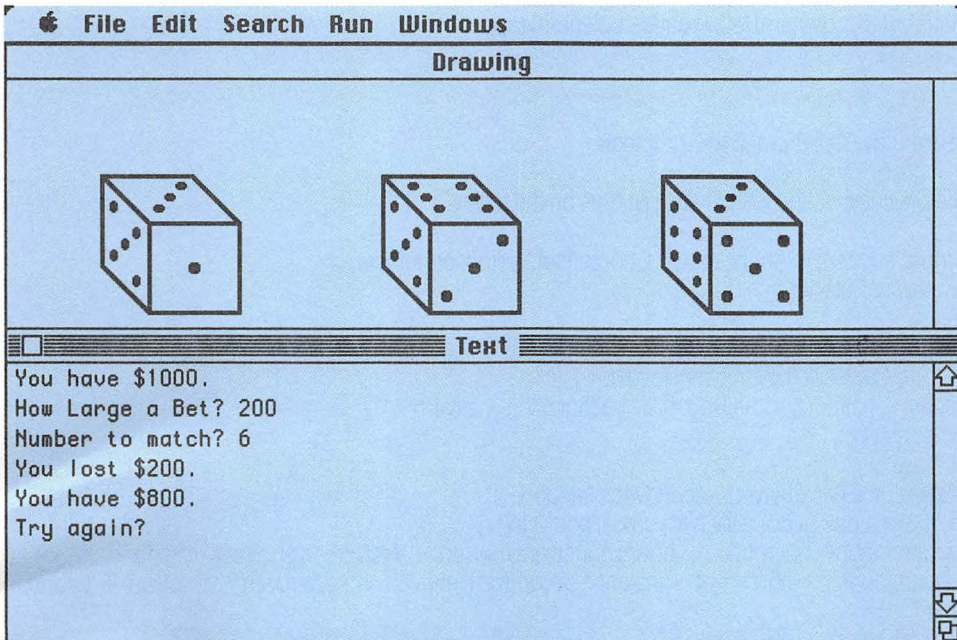 File Edit Search Run Windows
Drawing
Text
You have $1000.
How Large a Bet? 200
Number to match? 6
You lost $200.
You have $800.
Try again?